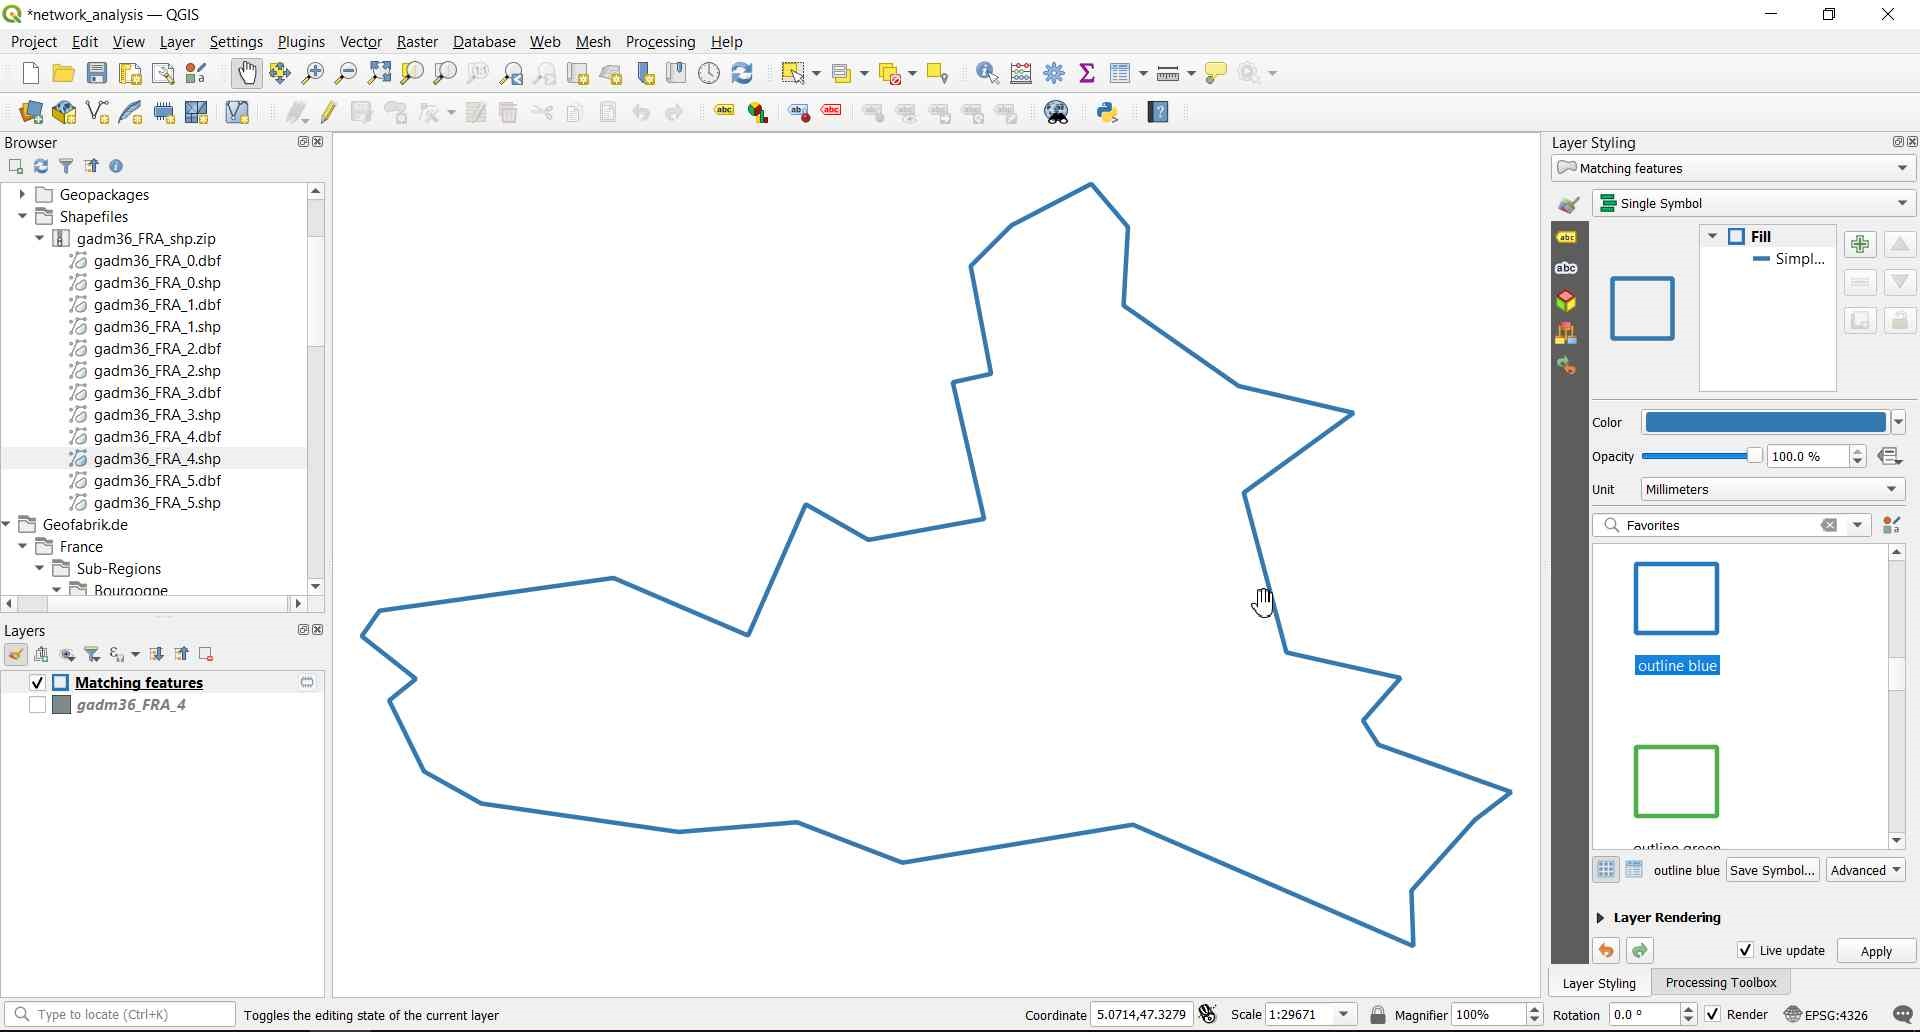 *network_analysis — QGIS
Project Edit View Layer Settings Plugins Vector Raster Database Web Mesh Processing Help
Browser
Geopackages
Shapefiles
gadm36_FRA_shp.zip
gadm36_FRA_0.dbf
gadm36_FRA_0.shp
gadm36_FRA_1.dbf
gadm36_FRA_1.shp
gadm36_FRA_2.dbf
gadm36_FRA_2.shp
gadm36_FRA_3.dbf
gadm36_FRA_3.shp
gadm36_FRA_4.dbf
gadm36_FRA_4.shp
gadm36_FRA_5.dbf
gadm36_FRA_5.shp
Geofabrik.de
France
Sub-Regions
Bourgogne
Layers
Matching features
gadm36_FRA_4
Layer Styling
Matching features
Single Symbol
Fill
Simpl...
Color
Opacity 100.0 %
Unit Millimeters
Favorites
outline blue
outline green
outline blue Save Symbol... Advanced
Layer Rendering
Live update Apply
Layer Styling Processing Toolbox
Type to locate (Ctrl+K) Toggles the editing state of the current layer Coordinate 5.0714,47.3279 Scale 1:29671 Magnifier 100% Rotation 0.0 ° Render EPSG:4326